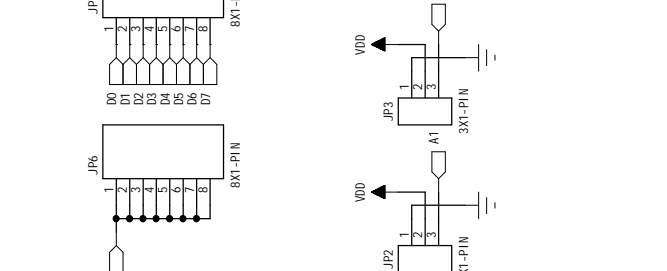 JP
8X1-
1 2 3 4 5 6 7 8
D0 D1 D2 D3 D4 D5 D6 D7
JP6
8X1-PIN
1 2 3 4 5 6 7 8
VDD
JP3
1 2 3
3X1-PIN
A1
VDD
JP2
1 2 3
X1-PIN